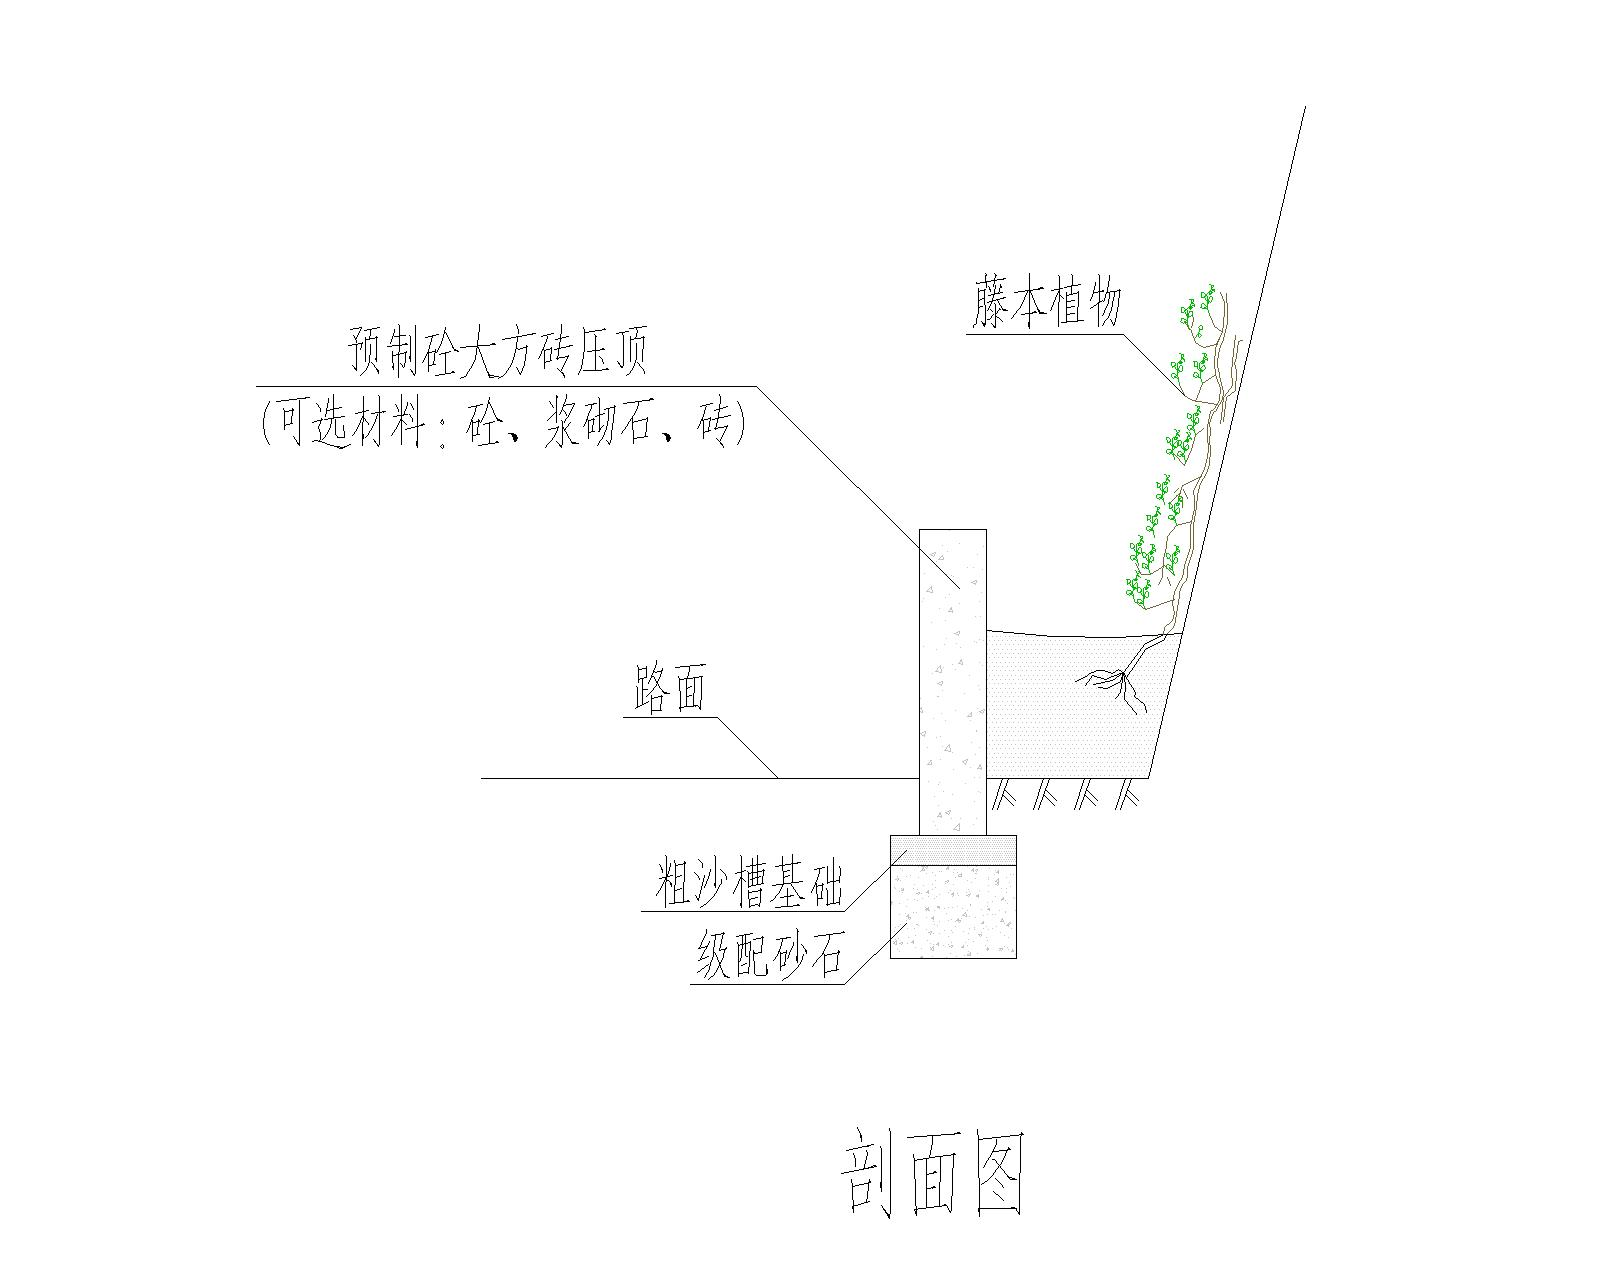 藤本植物
预制砼大方砖压顶
(可选材料：砼、浆砌石、砖)
路面
粗沙槽基础
级配砂石
剖面图